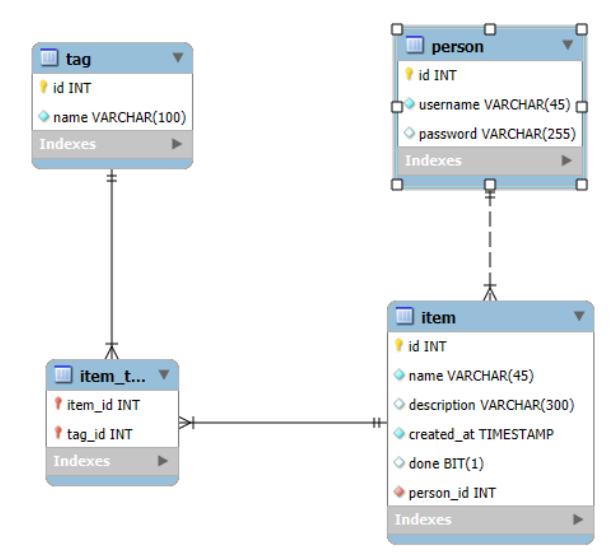 tag
id INT
name VARCHAR(100)
Indexes
person
id INT
username VARCHAR(45)
password VARCHAR(255)
Indexes
item_t...
item_id INT
tag_id INT
Indexes
item
id INT
name VARCHAR(45)
description VARCHAR(300)
created_at TIMESTAMP
done BIT(1)
person_id INT
Indexes